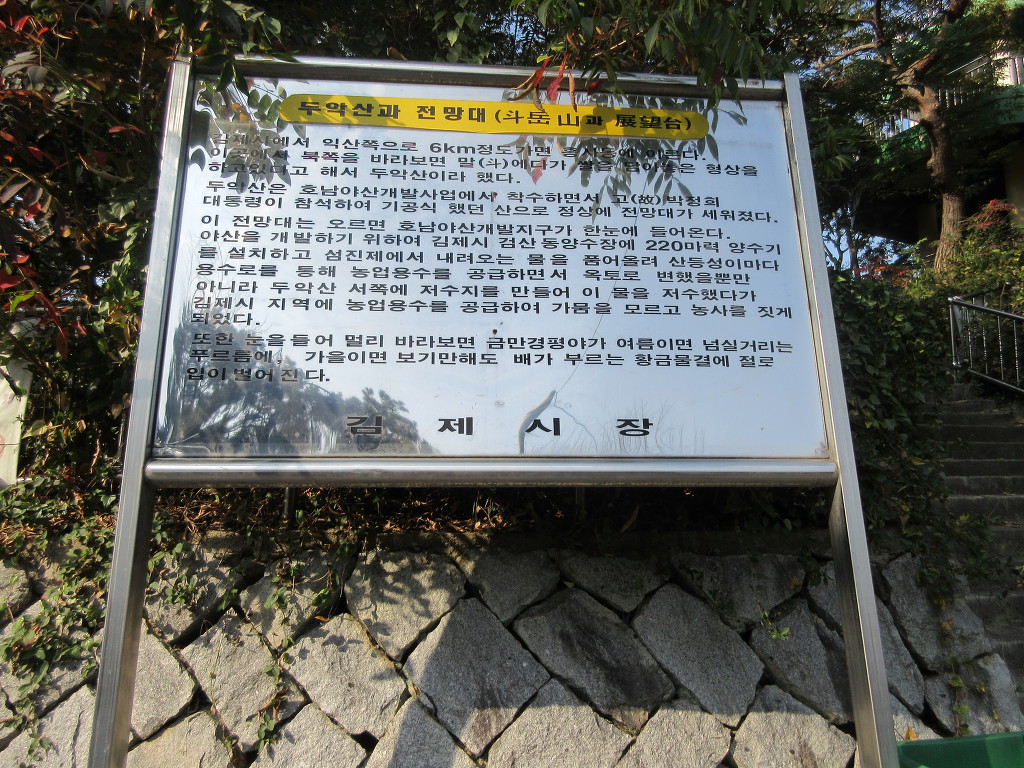 두악산과 전망대 (斗岳山과 展望台)
김제시에서 익산쪽으로 6km정도가면
이곳에서 북쪽을 바라보면 말(斗)에다가 형상을
하고있다고 해서 두악산이라 했다.
두악산은 호남야산개발사업에서 착수하면서 고(故)박정희
대통령이 참석하여 기공식 했던 산으로 정상에 전망대가 세워졌다.
이 전망대는 오르면 호남야산개발지구가 한눈에 들어온다.
야산을 개발하기 위하여 김제시 검산동양수장에 220마력 양수기
를 설치하고 섬진제에서 내려오는 물을 품어올려 산등성이마다
용수로를 통해 농업용수를 공급하면서 옥토로 변했을뿐만
아니라 두악산 서쪽에 저수지를 만들어 이 물을 저수했다가
김제시 지역에 농업용수를 공급하여 가뭄을 모르고 농사를 짓게
되었다.
또한 눈을들어 멀리 바라보면 금만경평야가 여름이면 넘실거리는
푸르름에, 가을이면 보기만해도 배가 부르는 황금물결에 절로
입이벌어진다.
김제시장